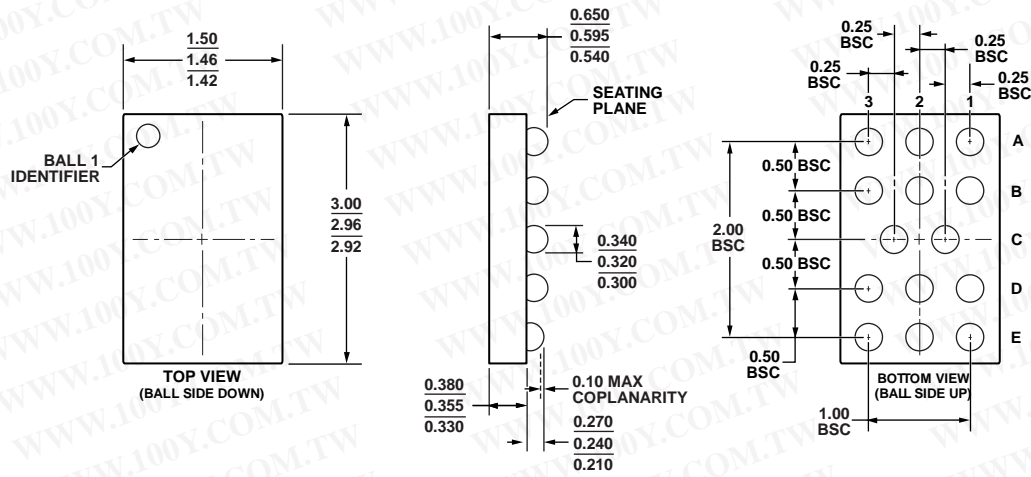 1.50
1.46
1.42
BALL 1
IDENTIFIER
3.00
2.96
2.92
TOP VIEW
(BALL SIDE DOWN)
0.650
0.595
0.540
SEATING
PLANE
0.340
0.320
0.300
0.380
0.355
0.330
0.10 MAX
COPLANARITY
0.270
0.240
0.210
0.25
BSC
0.25
BSC
0.25
BSC
0.25
BSC
3 2 1
A
B
C
D
E
0.50 BSC
0.50 BSC
2.00
BSC
0.50 BSC
0.50
BSC
BOTTOM VIEW
(BALL SIDE UP)
1.00
BSC
WWW.100Y.COM.TW